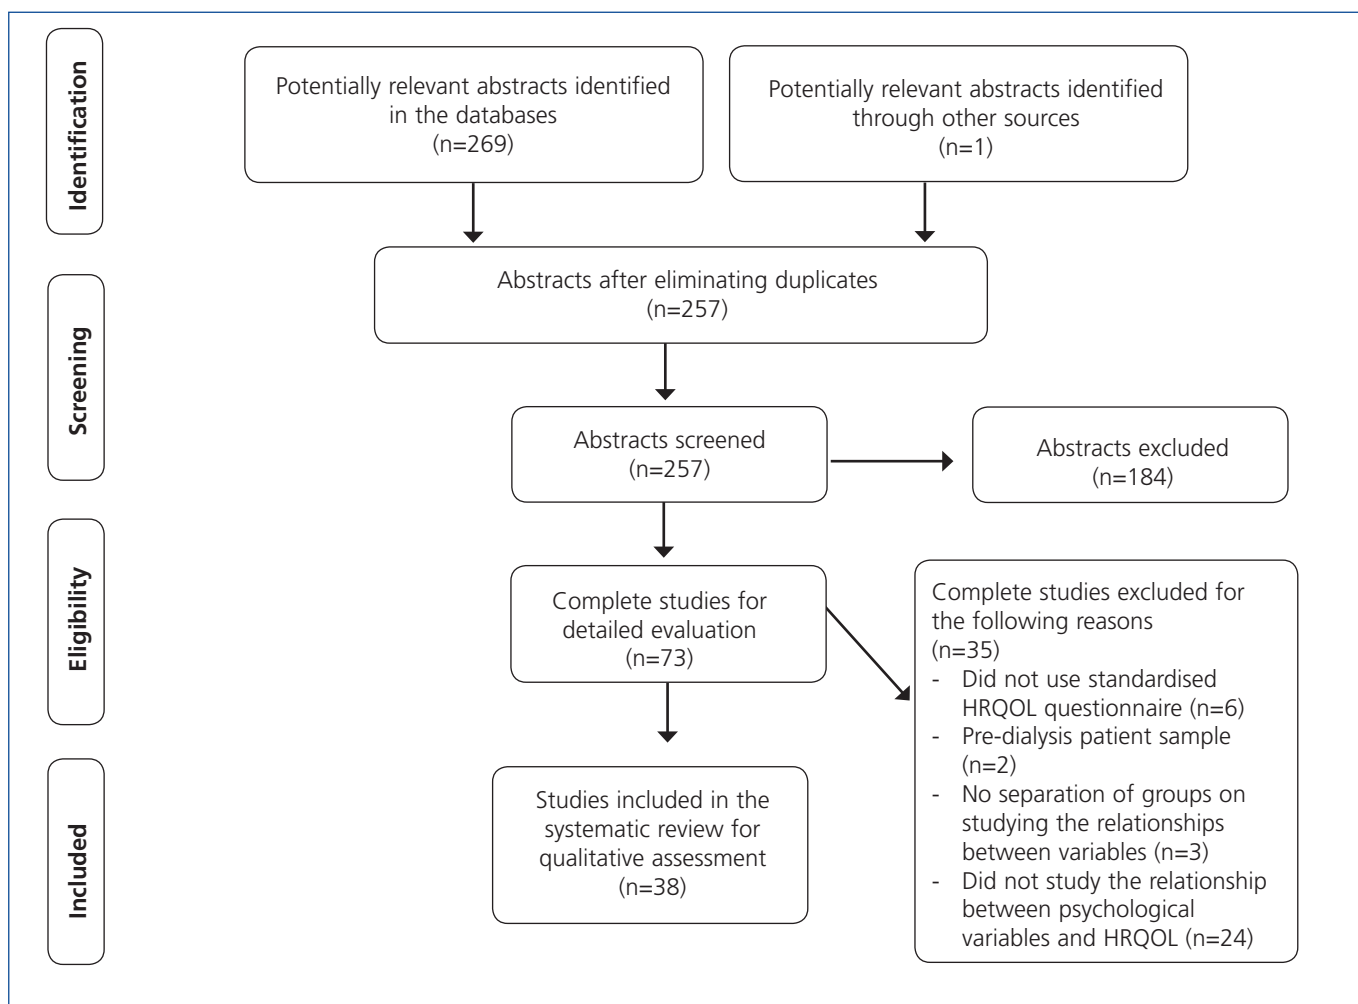 Identification
Potentially relevant abstracts identified
in the databases
(n=269)
Potentially relevant abstracts identified
through other sources
(n=1)
Screening
Abstracts after eliminating duplicates
(n=257)
Abstracts screened
(n=257)
Abstracts excluded
(n=184)
Eligibility
Complete studies for
detailed evaluation
(n=73)
Complete studies excluded for
the following reasons
(n=35)
- Did not use standardised
HRQOL questionnaire (n=6)
- Pre-dialysis patient sample
(n=2)
- No separation of groups on
studying the relationships
between variables (n=3)
- Did not study the relationship
between psychological
variables and HRQOL (n=24)
Included
Studies included in the
systematic review for
qualitative assessment
(n=38)